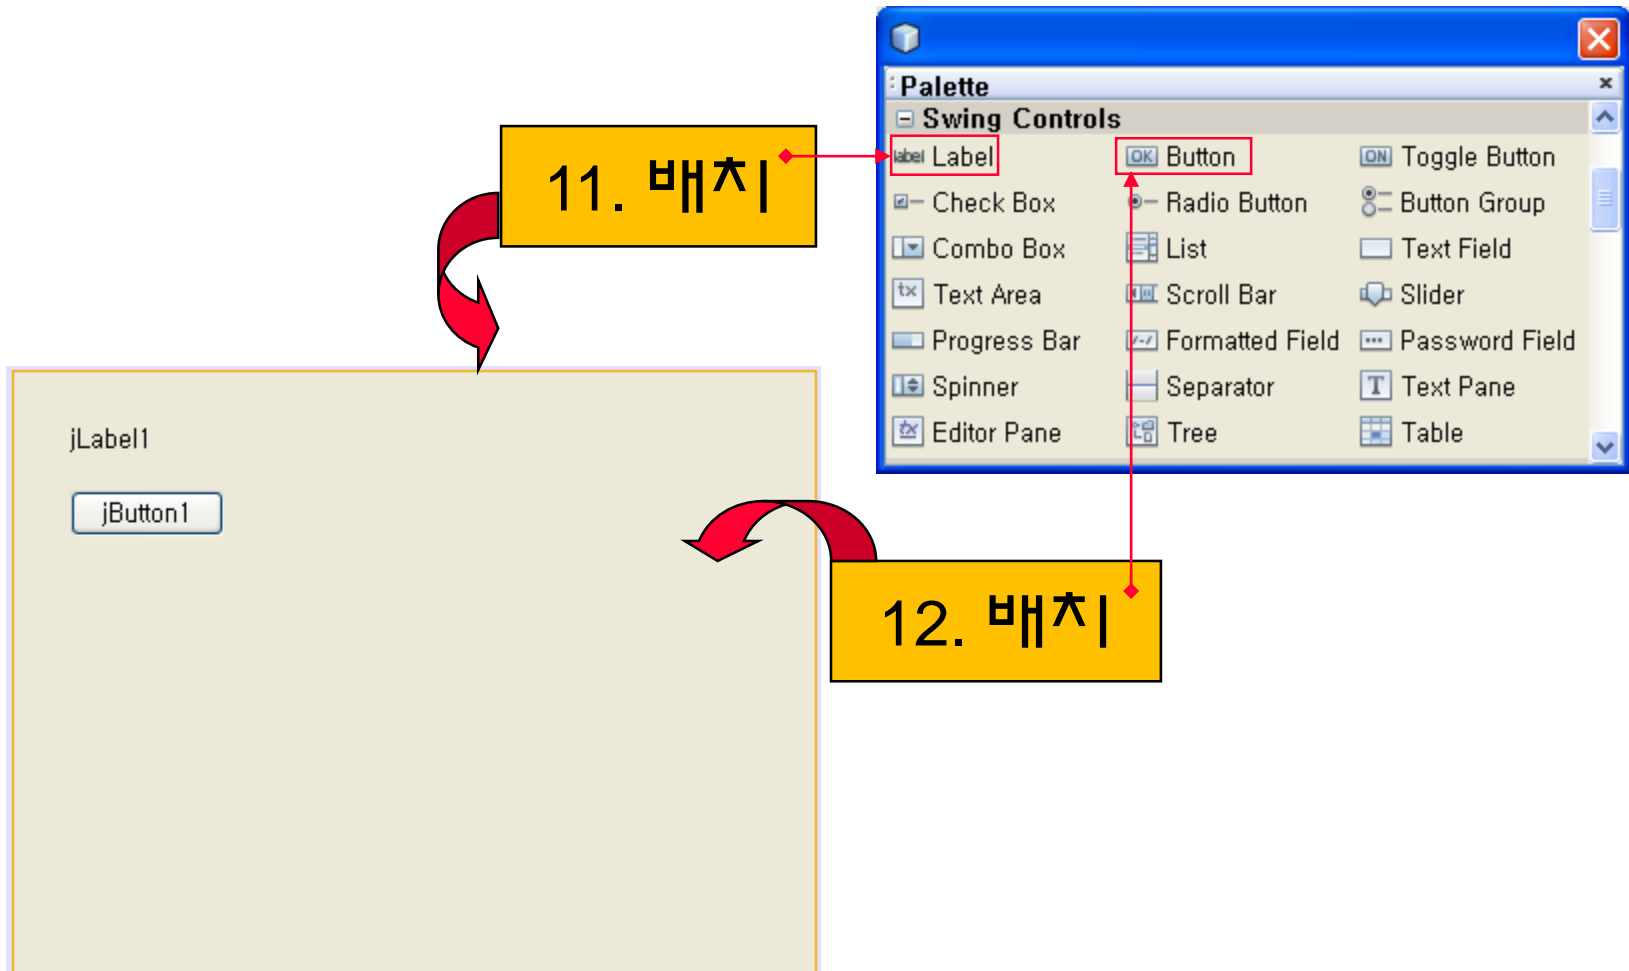 Palette
Swing Controls
label Label
OK Button
ON Toggle Button
Check Box
Radio Button
Button Group
Combo Box
List
Text Field
tx Text Area
Scroll Bar
Slider
Progress Bar
Formatted Field
Password Field
Spinner
Separator
T Text Pane
Editor Pane
Tree
Table
11. 배치
jLabel1
jButton1
12. 배치